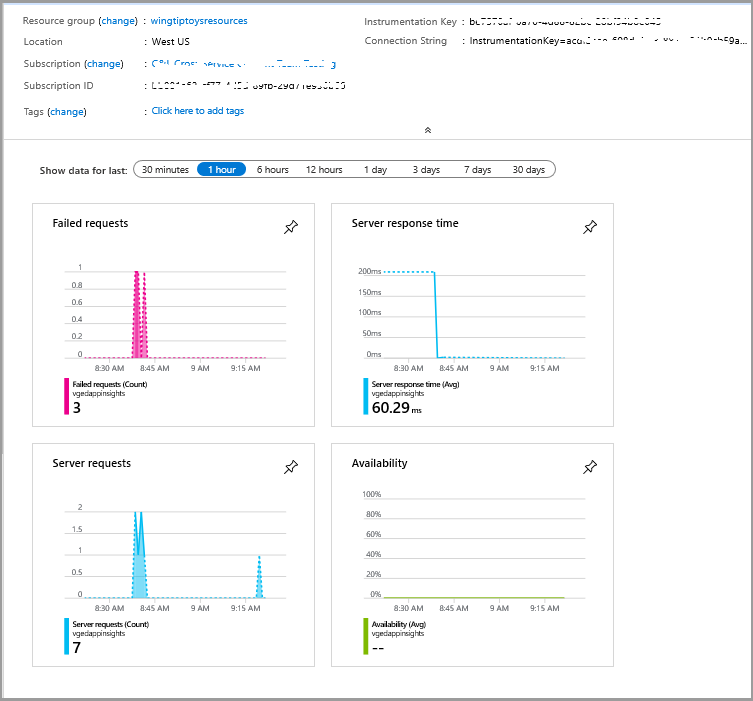 Resource group (change) : wingtiptoysresources
Instrumentation Key :
Location : West US
Connection String : InstrumentationKey=
Subscription (change) :
Subscription ID :
Tags (change) : Click here to add tags
Show data for last: 30 minutes 1 hour 6 hours 12 hours 1 day 3 days 7 days 30 days
Failed requests
1
0.8
0.6
0.4
0.2
0
8:30 AM 8:45 AM 9 AM 9:15 AM
Failed requests (Count)
vgedappinsights
3
Server response time
200ms
150ms
100ms
50ms
0ms
8:30 AM 8:45 AM 9 AM 9:15 AM
Server response time (Avg)
vgedappinsights
60.29 ms
Server requests
2
1.5
1
0.5
0
8:30 AM 8:45 AM 9 AM 9:15 AM
Server requests (Count)
vgedappinsights
7
Availability
100%
80%
60%
40%
20%
0%
8:30 AM 8:45 AM 9 AM 9:15 AM
Availability (Avg)
vgedappinsights
--